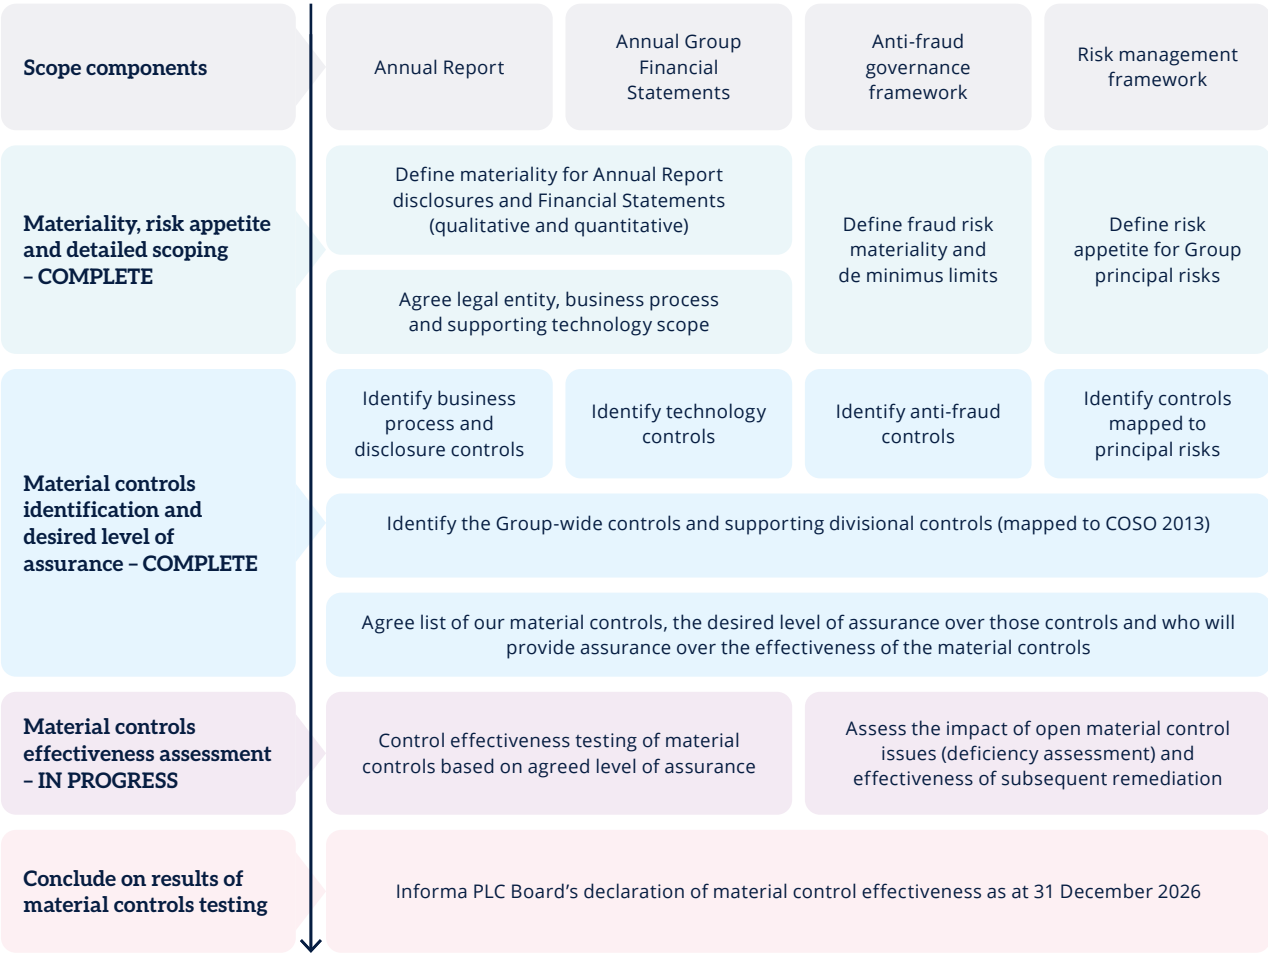 Scope components
Annual Report
Annual Group
Financial
Statements
Anti-fraud
governance
framework
Risk management
framework
Materiality, risk appetite
and detailed scoping
– COMPLETE
Define materiality for Annual Report
disclosures and Financial Statements
(qualitative and quantitative)
Agree legal entity, business process
and supporting technology scope
Define fraud risk
materiality and
de minimus limits
Define risk
appetite for Group
principal risks
Material controls
identification and
desired level of
assurance – COMPLETE
Identify business
process and
disclosure controls
Identify technology
controls
Identify anti-fraud
controls
Identify controls
mapped to
principal risks
Identify the Group-wide controls and supporting divisional controls (mapped to COSO 2013)
Agree list of our material controls, the desired level of assurance over those controls and who will
provide assurance over the effectiveness of the material controls
Material controls
effectiveness assessment
– IN PROGRESS
Control effectiveness testing of material
controls based on agreed level of assurance
Assess the impact of open material control
issues (deficiency assessment) and
effectiveness of subsequent remediation
Conclude on results of
material controls testing
Informa PLC Board’s declaration of material control effectiveness as at 31 December 2026